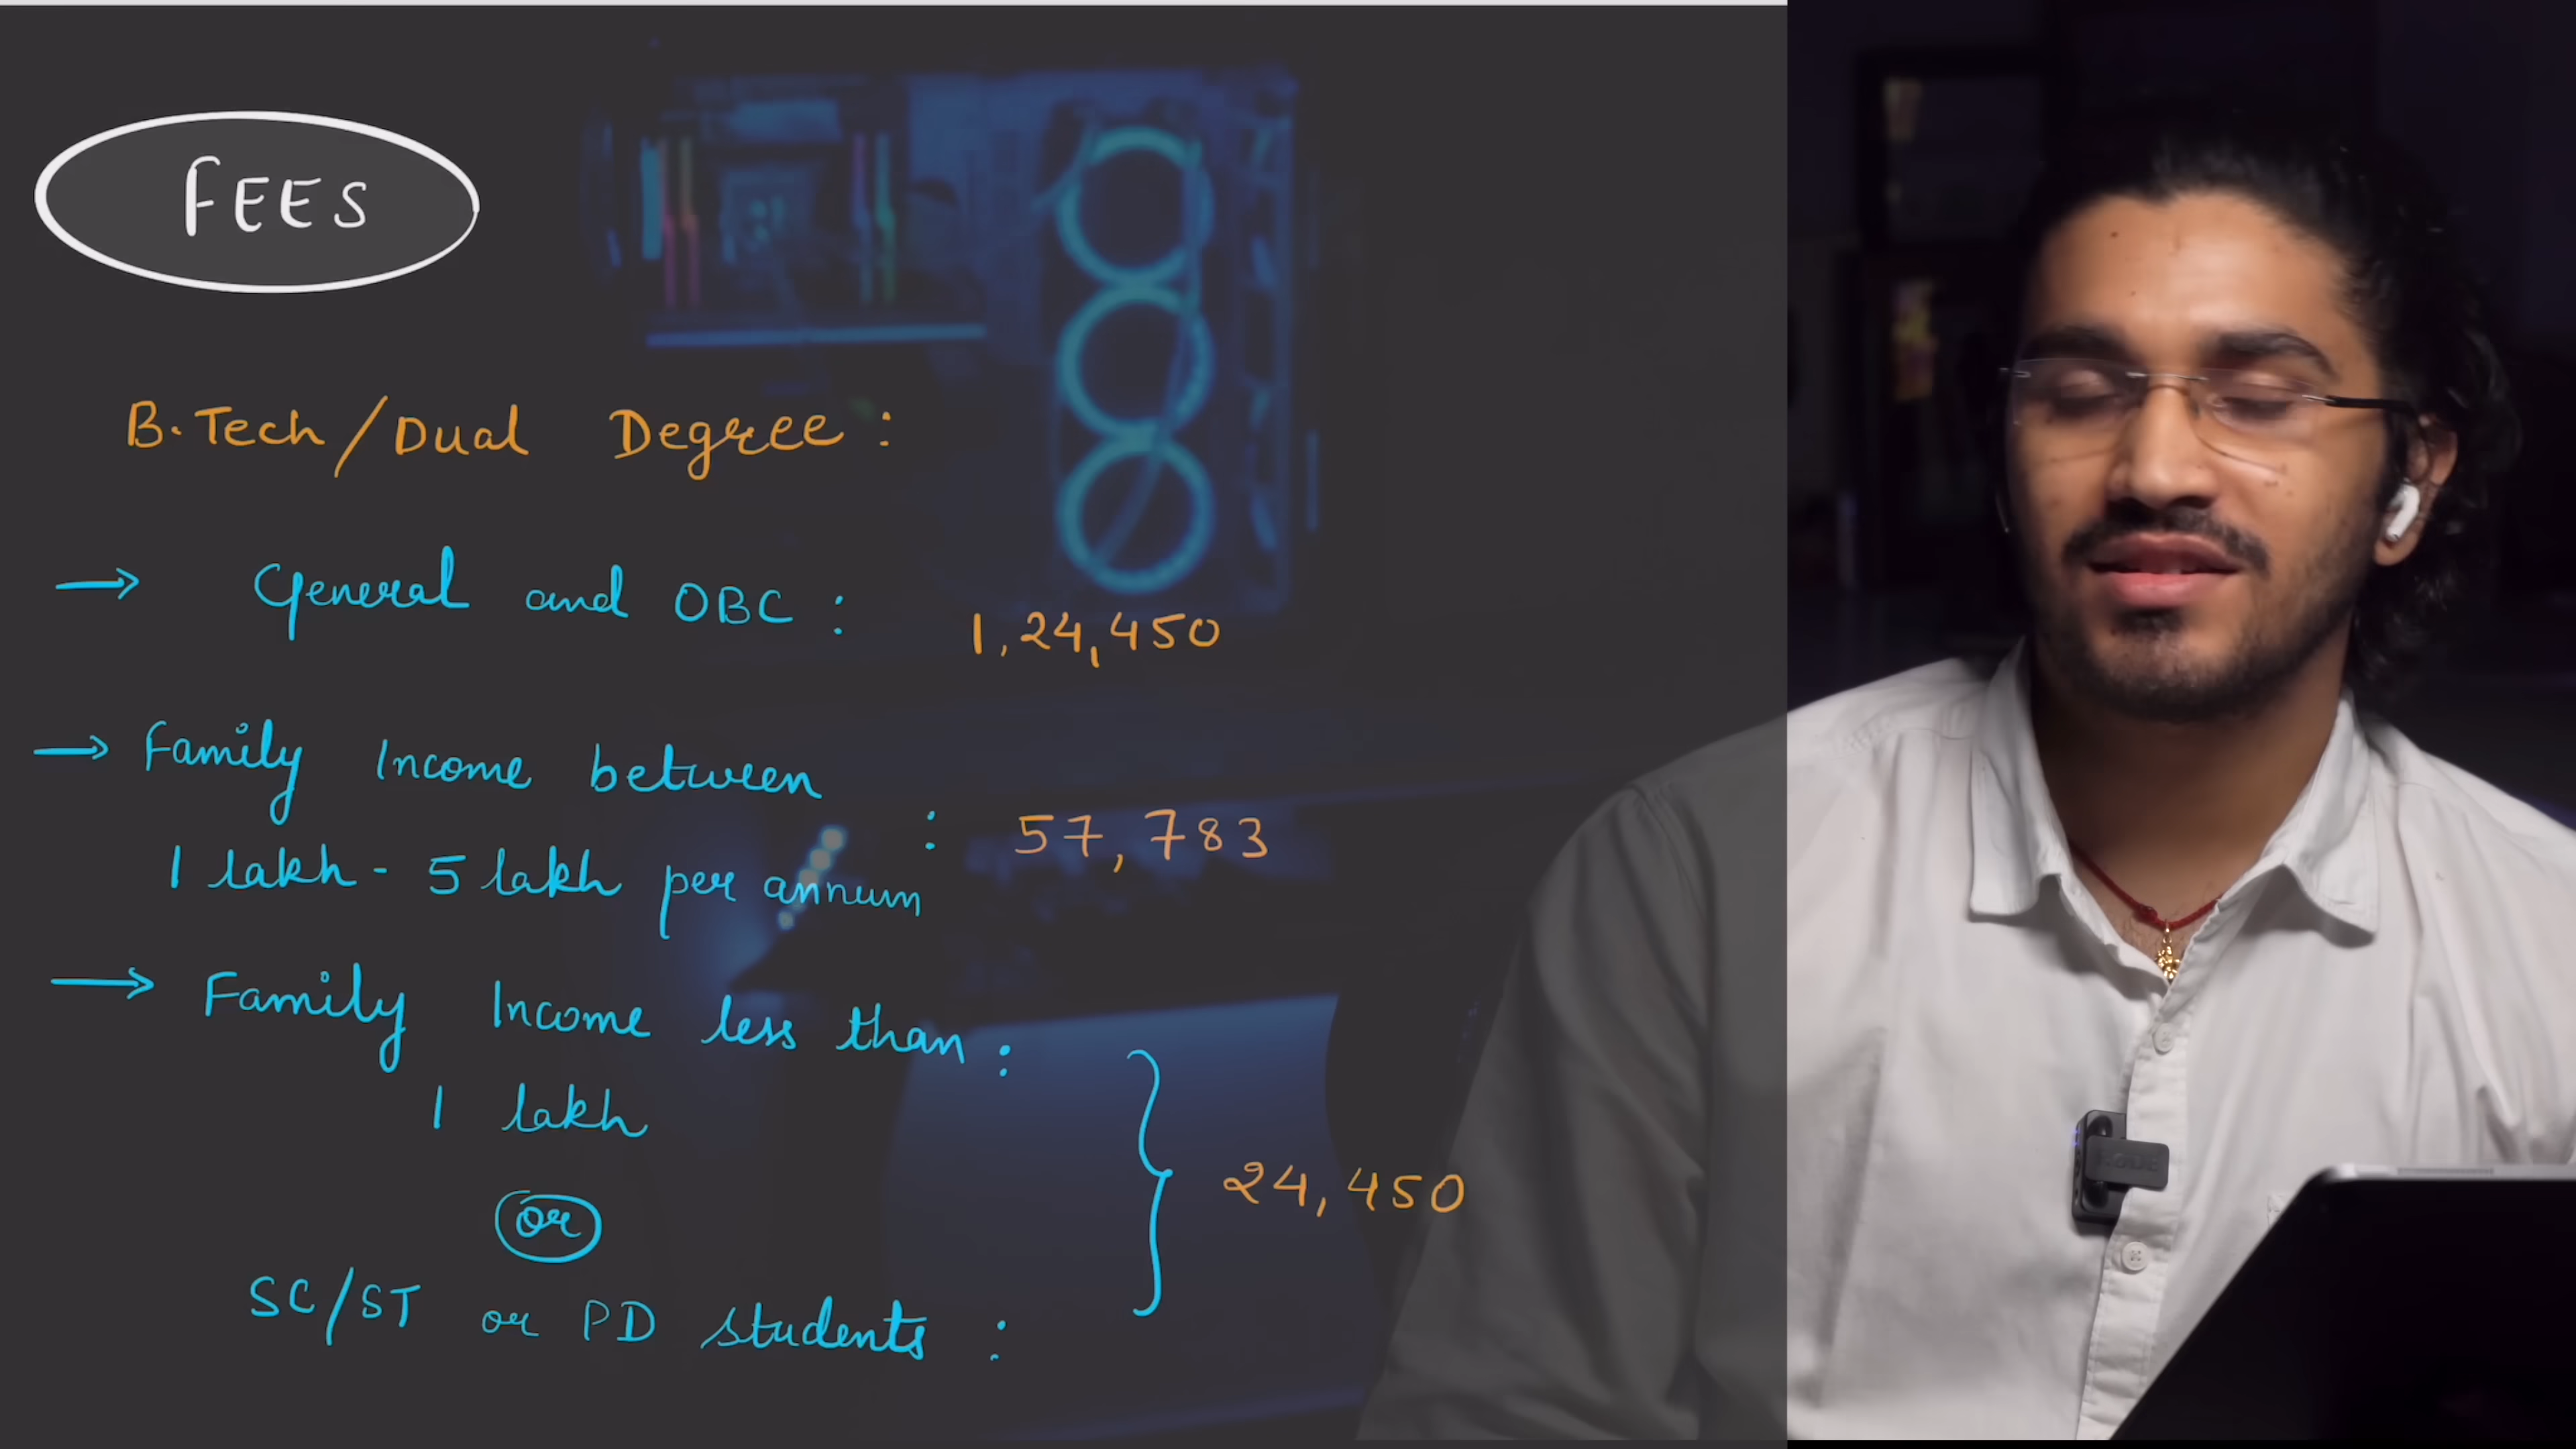 FEES
B.Tech/Dual Degree:
→ General and OBC: 1,24,450
→ Family Income between
1 lakh - 5 lakh per annum : 57,783
→ Family Income less than:
1 lakh
or
24,450
SC/ST or PD students: